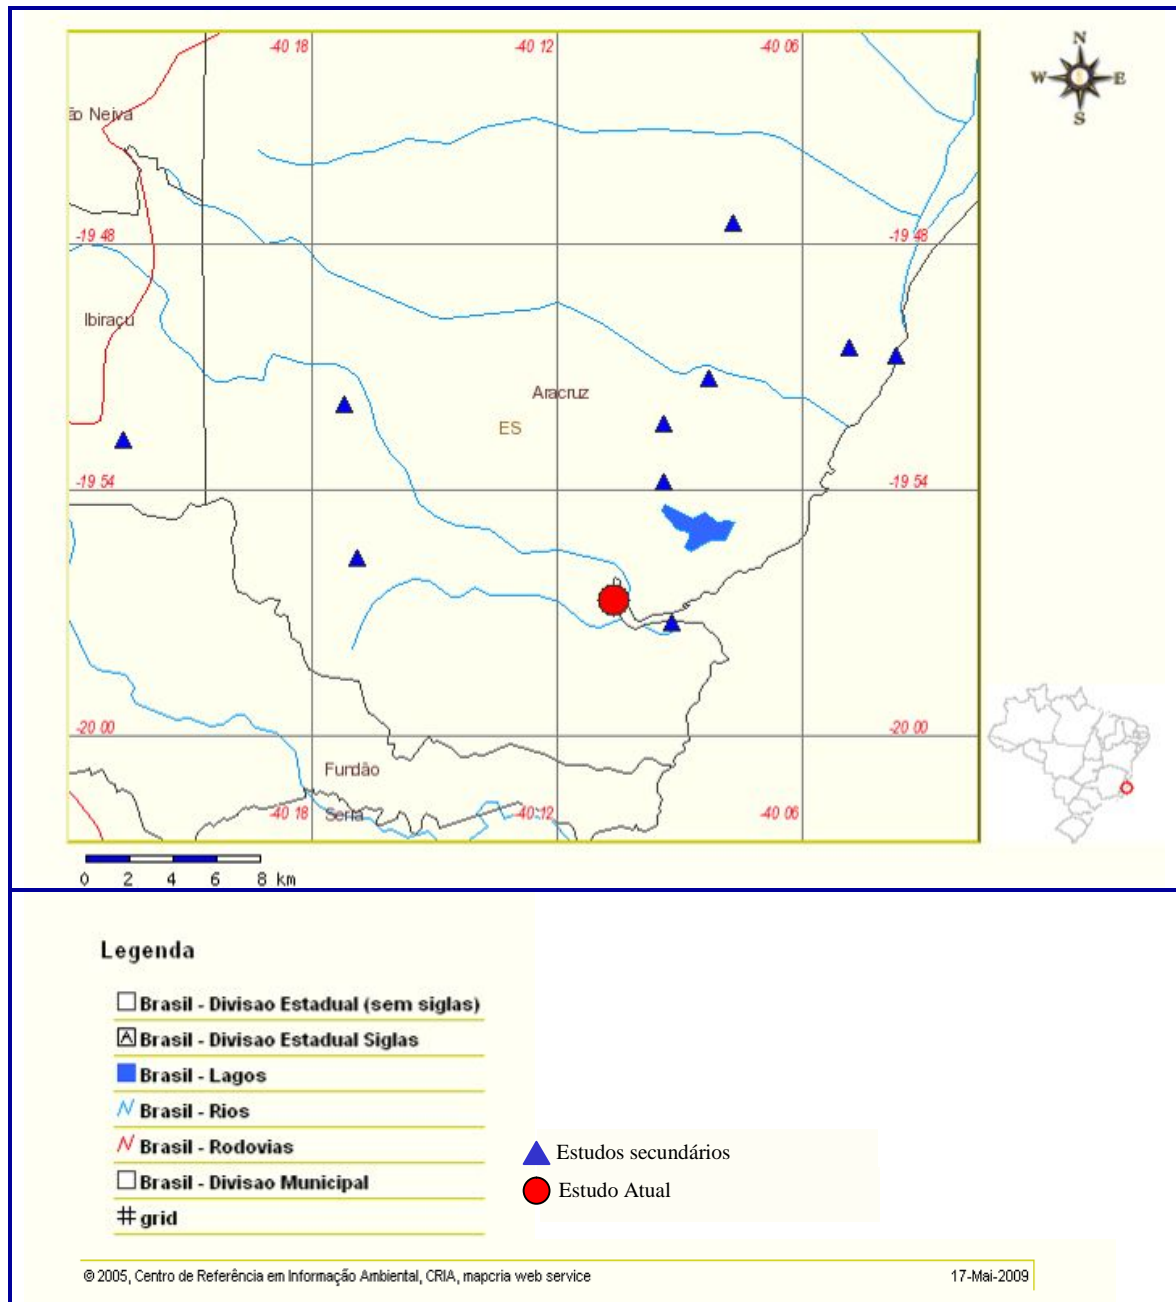 -40 18
-40 12
-40 06
N
W E
S
ão Neiva
-19 48
-19 48
Ibiraçu
Aracruz
ES
-19 54
-19 54
-20 00
-20 00
Fundão
-40 18
Serra
-40 12
-40 06
0 2 4 6 8 km
Legenda
Brasil - Divisao Estadual (sem siglas)
Brasil - Divisao Estadual Siglas
Brasil - Lagos
Brasil - Rios
Brasil - Rodovias
Brasil - Divisao Municipal
grid
Estudos secundários
Estudo Atual
© 2005, Centro de Referência em Informação Ambiental, CRIA, mapcria web service
17-Mai-2009